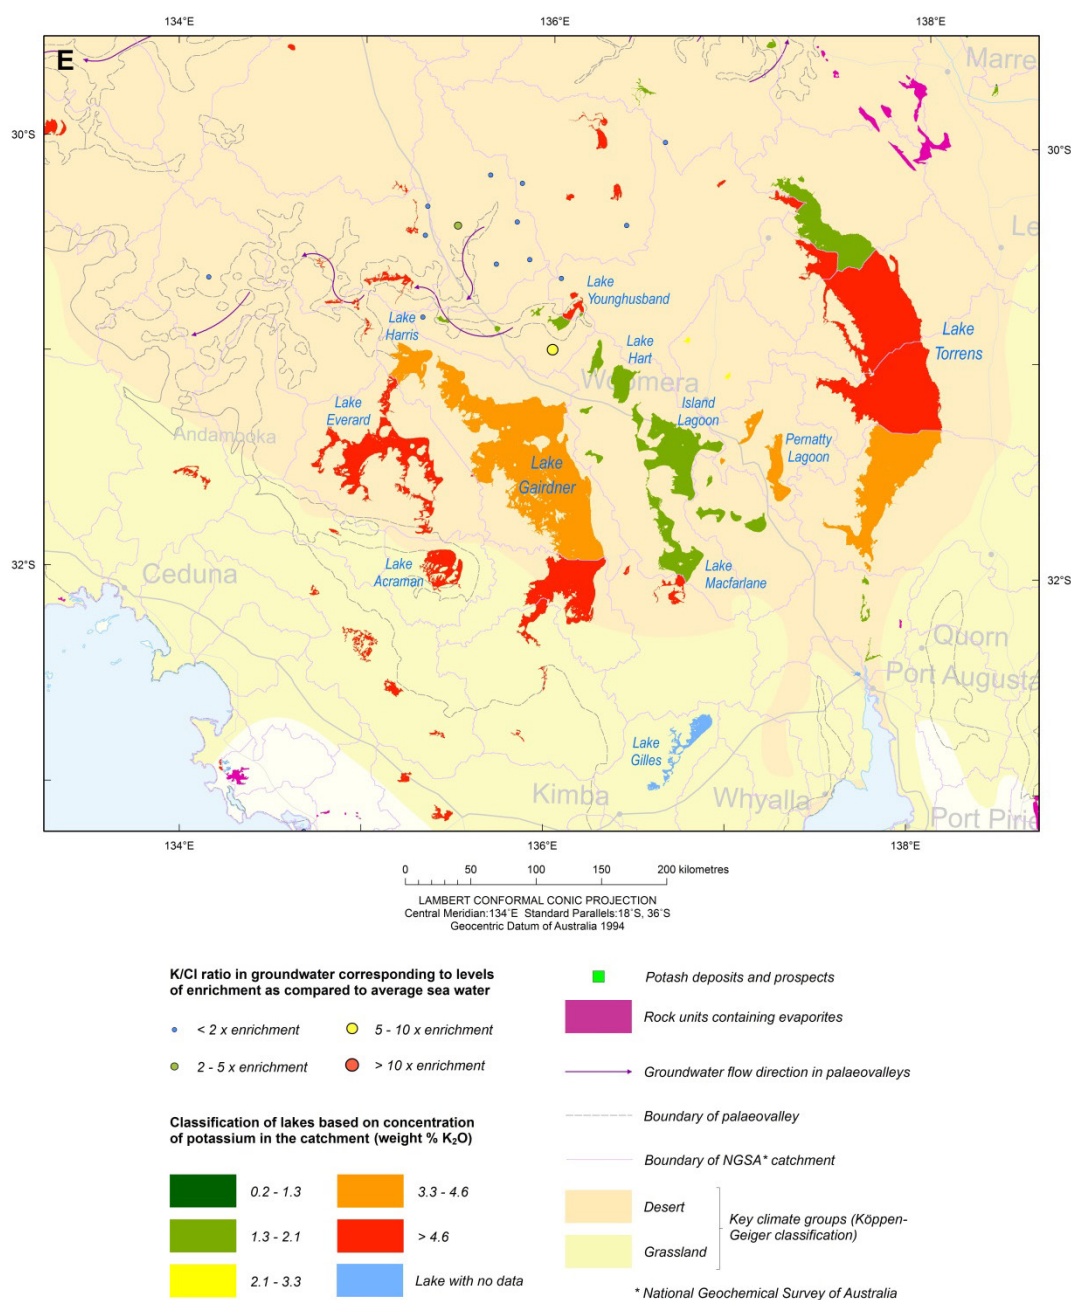 134°E 136°E 138°E
E
Marre
30°S 30°S
Le
Lake
Younghusband
Lake
Harris
Lake
Hart
Lake
Torrens
Woomera
Lake
Everard
Island
Lagoon
Andamooka
Pernatty
Lagoon
Lake
Gairdner
32°S 32°S
Lake
Acraman
Lake
Macfarlane
Ceduna
Quorn
Port Augusta
Lake
Gilles
Kimba
Whyalla
Port Pirie
134°E 136°E 138°E
0 50 100 150 200 kilometres
LAMBERT CONFORMAL CONIC PROJECTION
Central Meridian:134°E Standard Parallels:18°S, 36°S
Geocentric Datum of Australia 1994
K/Cl ratio in groundwater corresponding to levels
of enrichment as compared to average sea water
< 2 x enrichment
5 - 10 x enrichment
2 - 5 x enrichment
> 10 x enrichment
Classification of lakes based on concentration
of potassium in the catchment (weight % K₂O)
0.2 - 1.3
3.3 - 4.6
1.3 - 2.1
> 4.6
2.1 - 3.3
Lake with no data
Potash deposits and prospects
Rock units containing evaporites
Groundwater flow direction in palaeovalleys
Boundary of palaeovalley
Boundary of NGSA* catchment
Desert
Grassland
Key climate groups (Köppen-
Geiger classification)
* National Geochemical Survey of Australia